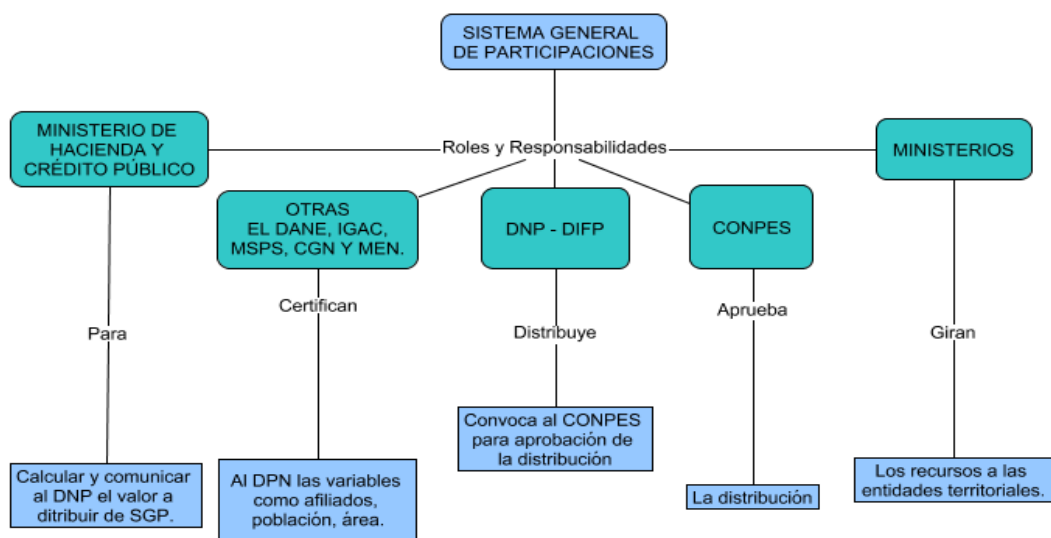 SISTEMA GENERAL
DE PARTICIPACIONES
Roles y Responsabilidades
MINISTERIO DE
HACIENDA Y
CRÉDITO PÚBLICO
OTRAS
EL DANE, IGAC,
MSPS, CGN Y MEN.
DNP - DIFP
CONPES
MINISTERIOS
Para
Certifican
Distribuye
Aprueba
Giran
Calcular y comunicar
al DNP el valor a
ditribuir de SGP.
Al DPN las variables
como afiliados,
población, área.
Convoca al CONPES
para aprobación de
la distribución
La distribución
Los recursos a las
entidades territoriales.